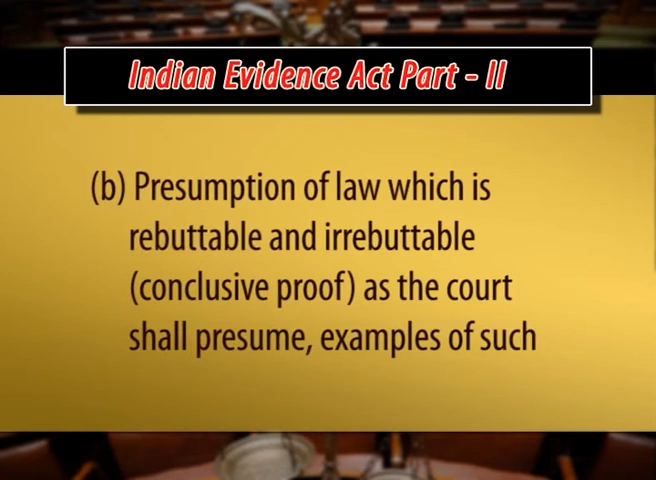 Indian Evidence Act Part - II
(b) Presumption of law which is
rebuttable and irrebuttable
(conclusive proof) as the court
shall presume, examples of such